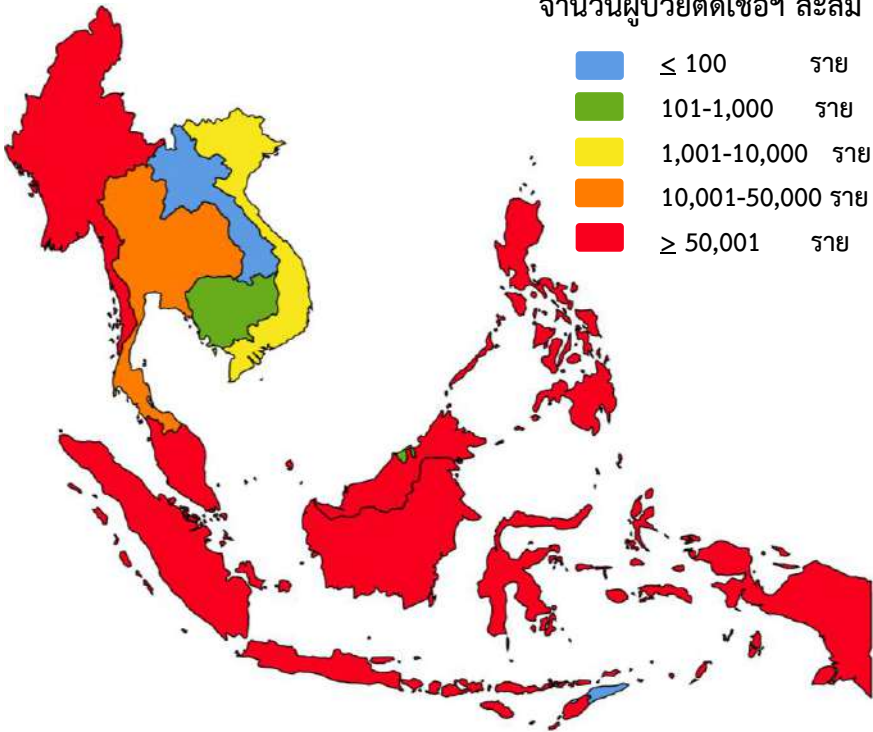 จำนวนผู้ป่วยติดเชื้อฯ สะสม
≤ 100 ราย
101-1,000 ราย
1,001-10,000 ราย
10,001-50,000 ราย
≥ 50,001 ราย